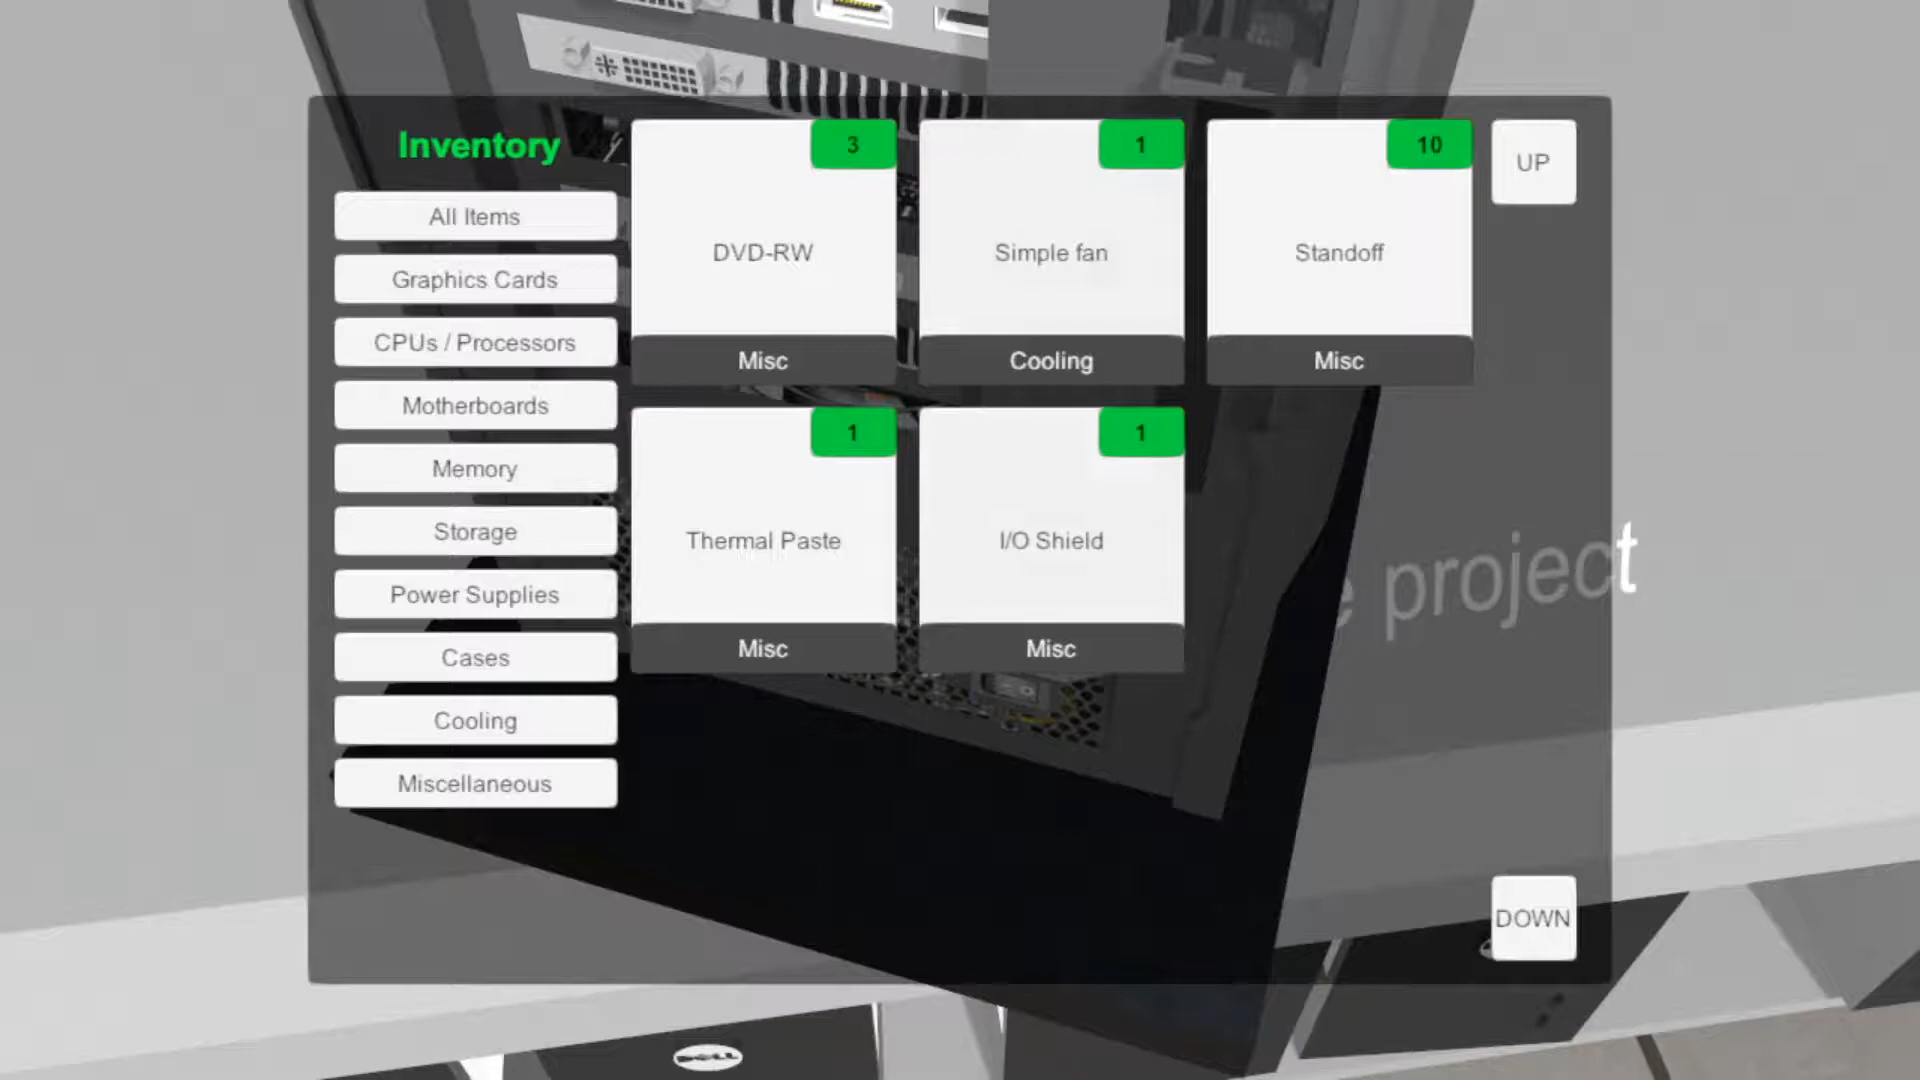 Inventory
All Items
Graphics Cards
CPUs / Processors
Motherboards
Memory
Storage
Power Supplies
Cases
Cooling
Miscellaneous
3
DVD-RW
Misc
1
Simple fan
Cooling
10
Standoff
Misc
1
Thermal Paste
Misc
1
I/O Shield
Misc
UP
DOWN
e project
DELL